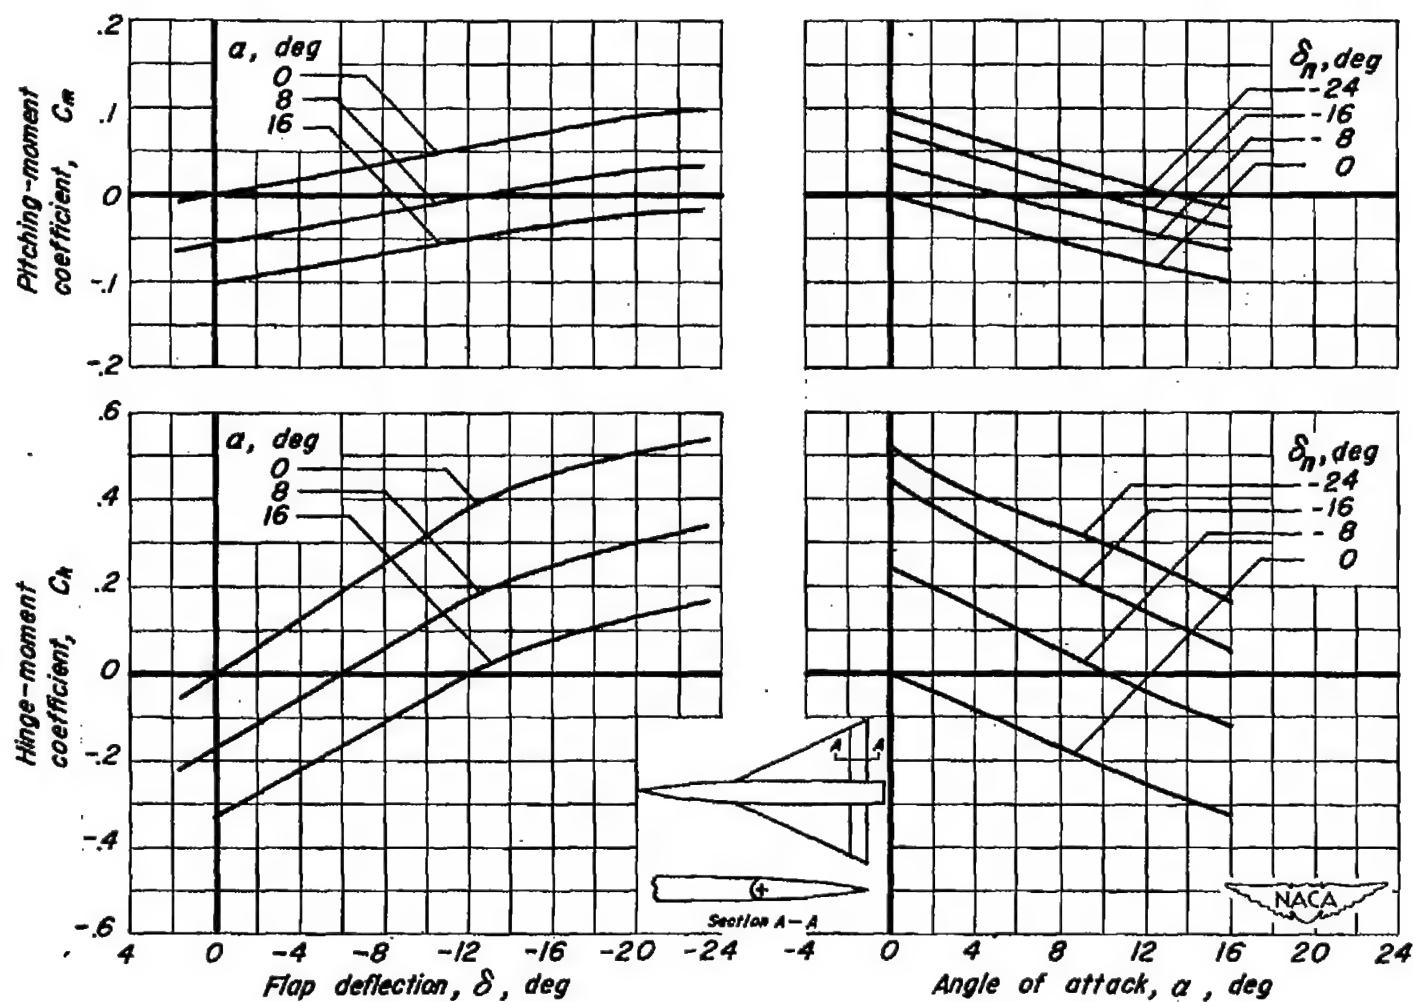 Pitching-moment
coefficient, Cm
.2
.1
0
-.1
-.2
α, deg
0
8
16
δn, deg
-24
-16
-8
0
Hinge-moment
coefficient, Ch
.6
.4
.2
0
-.2
-.4
-.6
α, deg
0
8
16
δn, deg
-24
-16
-8
0
A A
Section A-A
NACA
4 0 -4 -8 -12 -16 -20 -24
Flap deflection, δ, deg
-4 0 4 8 12 16 20 24
Angle of attack, α, deg